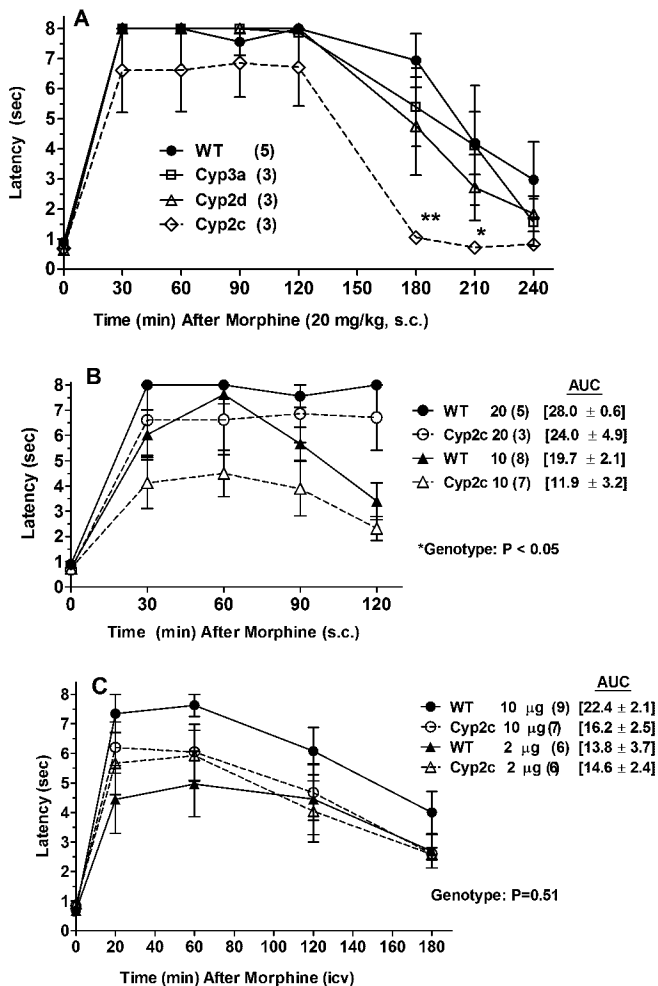 A
Latency (sec)
8
7
6
5
4
3
2
1
0
WT (5)
Cyp3a (3)
Cyp2d (3)
Cyp2c (3)
**
*
0 30 60 90 120 150 180 210 240
Time (min) After Morphine (20 mg/kg, s.c.)
B
Latency (sec)
8
7
6
5
4
3
2
1
0
0 30 60 90 120
Time (min) After Morphine (s.c.)
AUC
WT 20 (5) [28.0 ± 0.6]
Cyp2c 20 (3) [24.0 ± 4.9]
WT 10 (8) [19.7 ± 2.1]
Cyp2c 10 (7) [11.9 ± 3.2]
*Genotype: P < 0.05
C
Latency (sec)
8
7
6
5
4
3
2
1
0
0 20 40 60 80 100 120 140 160 180
Time (min) After Morphine (icv)
AUC
WT 10 μg (9) [22.4 ± 2.1]
Cyp2c 10 μg(7) [16.2 ± 2.5]
WT 2 μg (6) [13.8 ± 3.7]
Cyp2c 2 μg (6) [14.6 ± 2.4]
Genotype: P=0.51